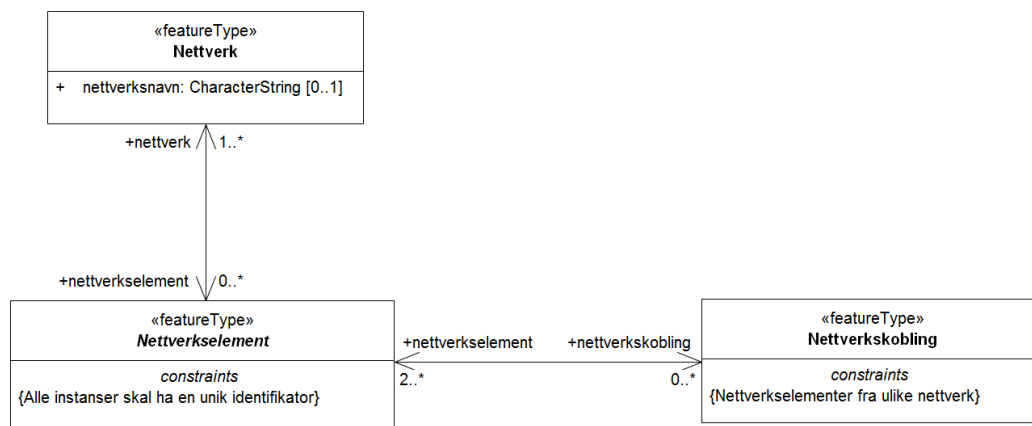 «featureType»
Nettverk
+ nettverksnavn: CharacterString [0..1]
+nettverk 1..*
+nettverkselement 0..*
«featureType»
Nettverkselement
constraints
{Alle instanser skal ha en unik identifikator}
+nettverkselement +nettverkskobling
2..* 0..*
«featureType»
Nettverkskobling
constraints
{Nettverkselementer fra ulike nettverk}